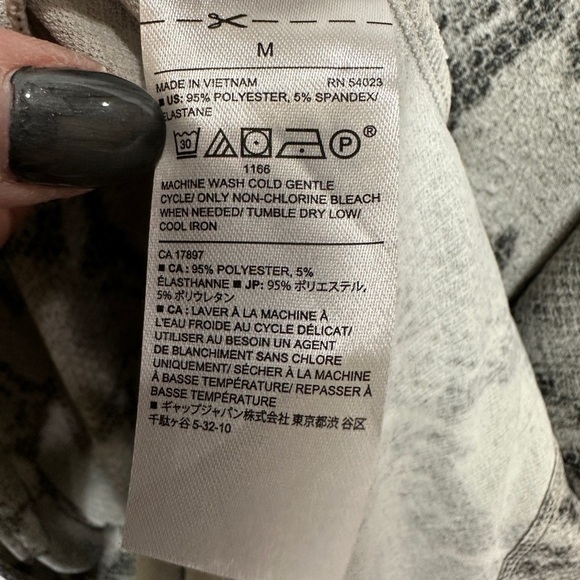 M
MADE IN VIETNAM RN 54023
■ US: 95% POLYESTER, 5% SPANDEX/
ELASTANE
30 P ®
1166
MACHINE WASH COLD GENTLE
CYCLE/ ONLY NON-CHLORINE BLEACH
WHEN NEEDED/ TUMBLE DRY LOW/
COOL IRON
CA 17897
■ CA: 95% POLYESTER, 5%
ÉLASTHANNE ■ JP: 95% ポリエステル,
5% ポリウレタン
■ CA: LAVER À LA MACHINE À
L'EAU FROIDE AU CYCLE DÉLICAT/
UTILISER AU BESOIN UN AGENT
DE BLANCHIMENT SANS CHLORE
UNIQUEMENT/ SÉCHER À LA MACHINE
À BASSE TEMPÉRATURE/ REPASSER À
BASSE TEMPÉRATURE
■ ギャップジャパン株式会社 東京都渋谷区
千駄ヶ谷 5-32-10